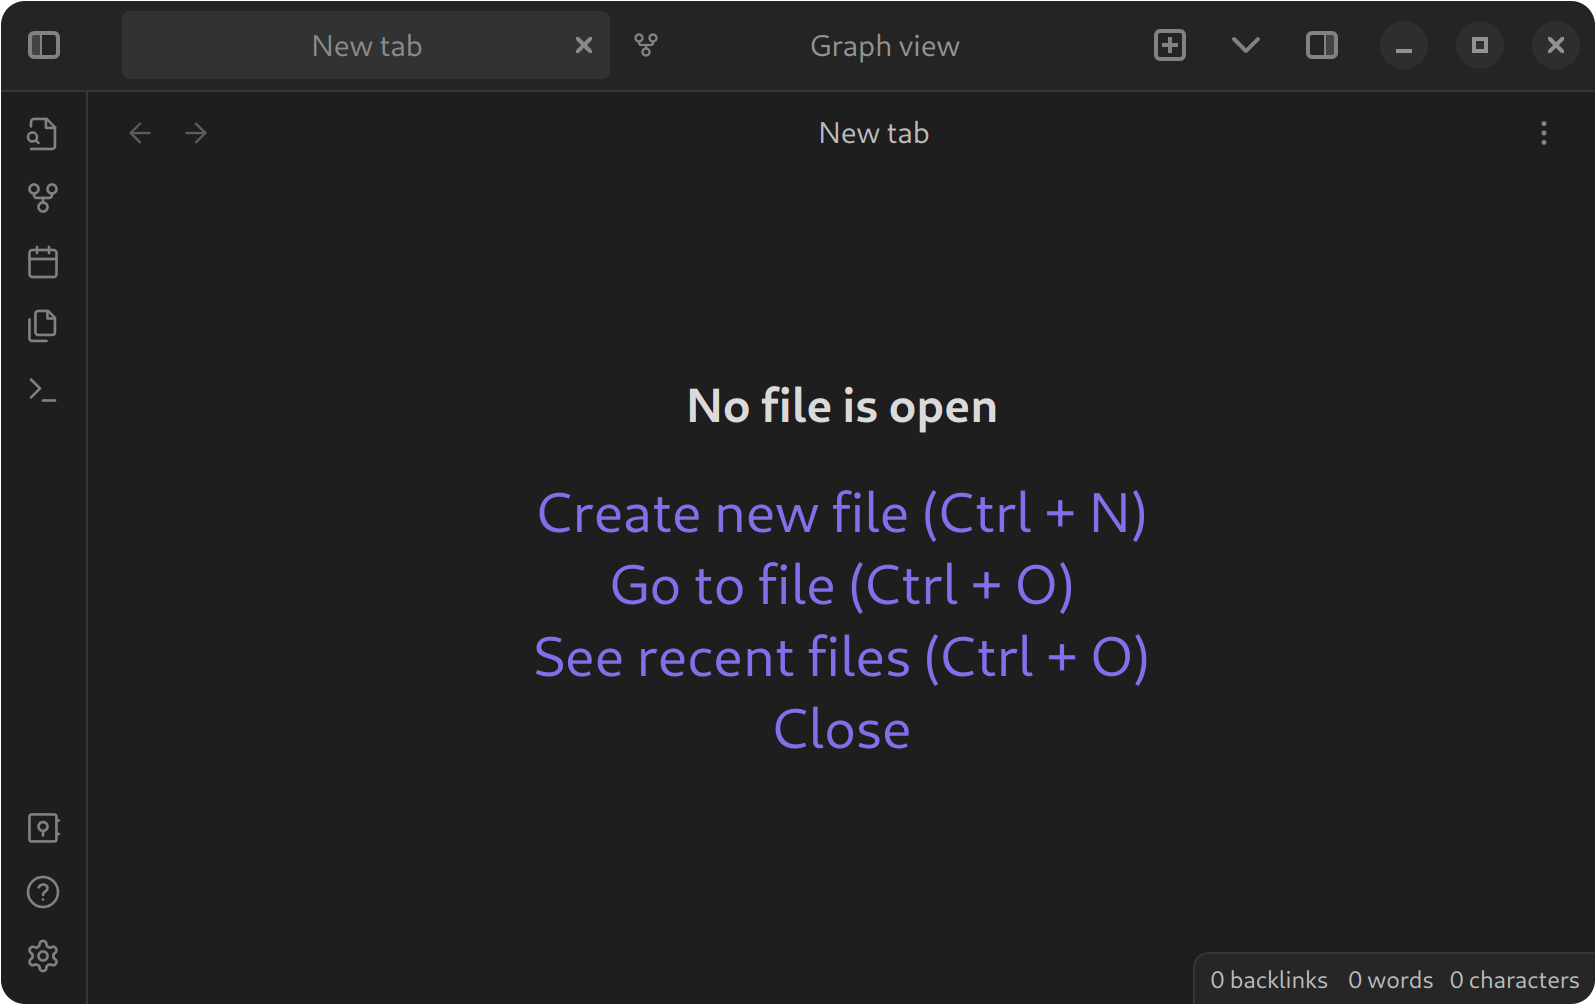 New tab
Graph view
New tab
No file is open
Create new file (Ctrl + N)
Go to file (Ctrl + O)
See recent files (Ctrl + O)
Close
0 backlinks 0 words 0 characters